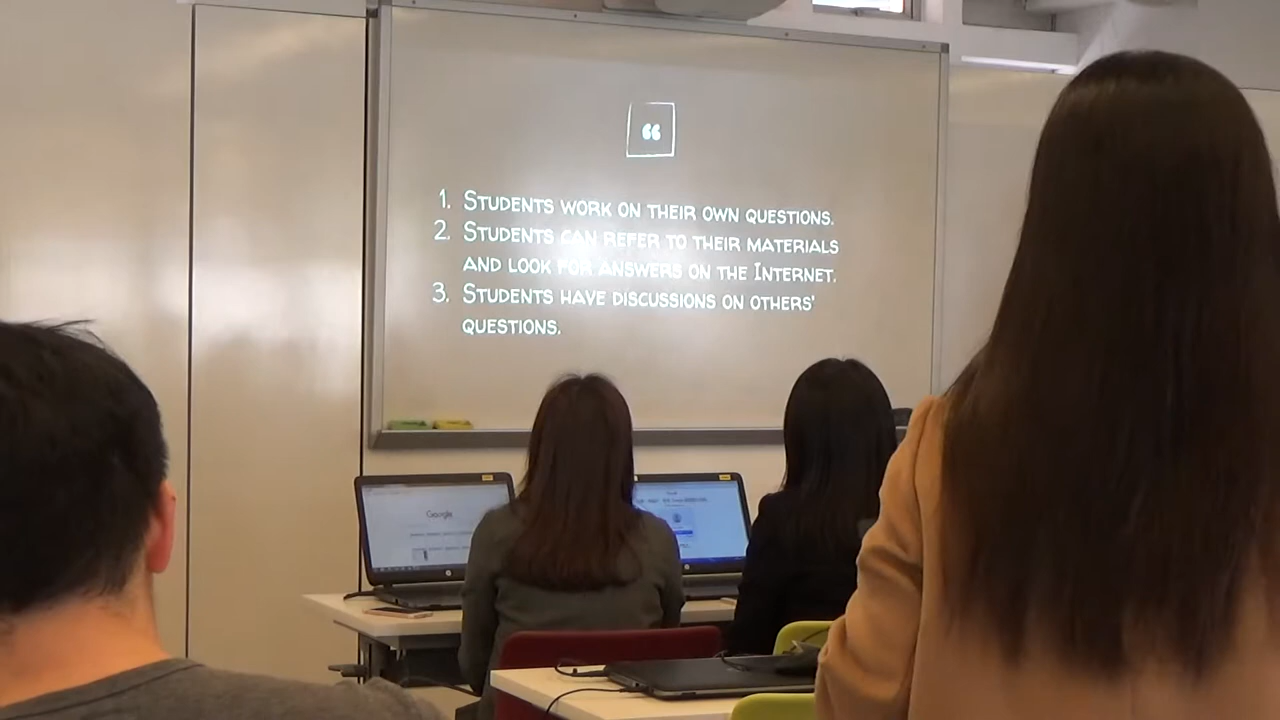 “
1. Students work on their own questions.
2. Students can refer to their materials
and look for answers on the Internet.
3. Students have discussions on others'
questions.
Google